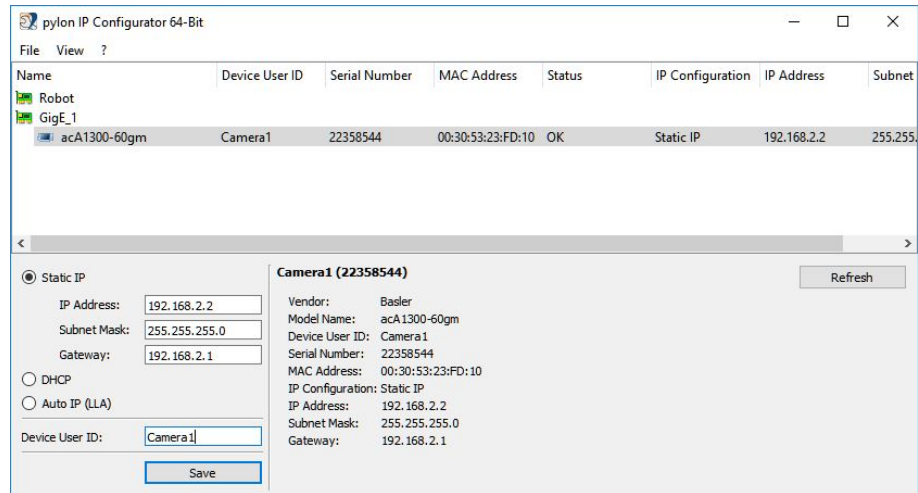 pylon IP Configurator 64-Bit
File View ?
Name Device User ID Serial Number MAC Address Status IP Configuration IP Address Subnet
Robot
GigE_1
acA1300-60gm Camera1 22358544 00:30:53:23:FD:10 OK Static IP 192.168.2.2 255.255.
Static IP
IP Address: 192.168.2.2
Subnet Mask: 255.255.255.0
Gateway: 192.168.2.1
DHCP
Auto IP (LLA)
Device User ID: Camera1
Save
Camera1 (22358544)
Vendor: Basler
Model Name: acA1300-60gm
Device User ID: Camera1
Serial Number: 22358544
MAC Address: 00:30:53:23:FD:10
IP Configuration: Static IP
IP Address: 192.168.2.2
Subnet Mask: 255.255.255.0
Gateway: 192.168.2.1
Refresh